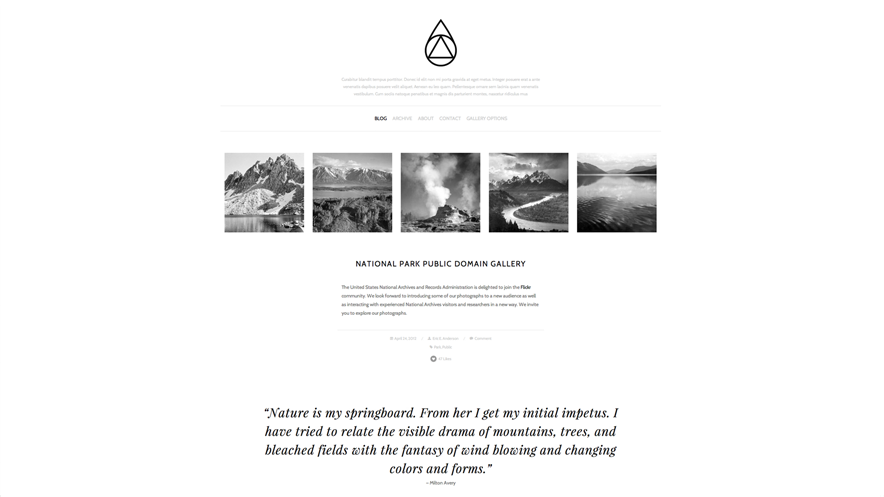 Curabitur blandit tempus porttitor. Donec id elit non mi porta gravida at eget metus. Integer posuere erat a ante
venenatis dapibus posuere velit aliquet. Aenean eu leo quam. Pellentesque ornare sem lacinia quam venenatis
vestibulum. Cum sociis natoque penatibus et magnis dis parturient montes, nascetur ridiculus mus.
BLOG ARCHIVE ABOUT CONTACT GALLERY OPTIONS
NATIONAL PARK PUBLIC DOMAIN GALLERY
The United States National Archives and Records Administration is delighted to join the Flickr
community. We look forward to introducing some of our photographs to a new audience as well
as interacting with experienced National Archives visitors and researchers in a new way. We invite
you to explore our photographs.
Comment
Likes
“Nature is my springboard. From her I get my initial impetus. I
have tried to relate the visible drama of mountains, trees, and
bleached fields with the fantasy of wind blowing and changing
colors and forms.”
– Milton Avery